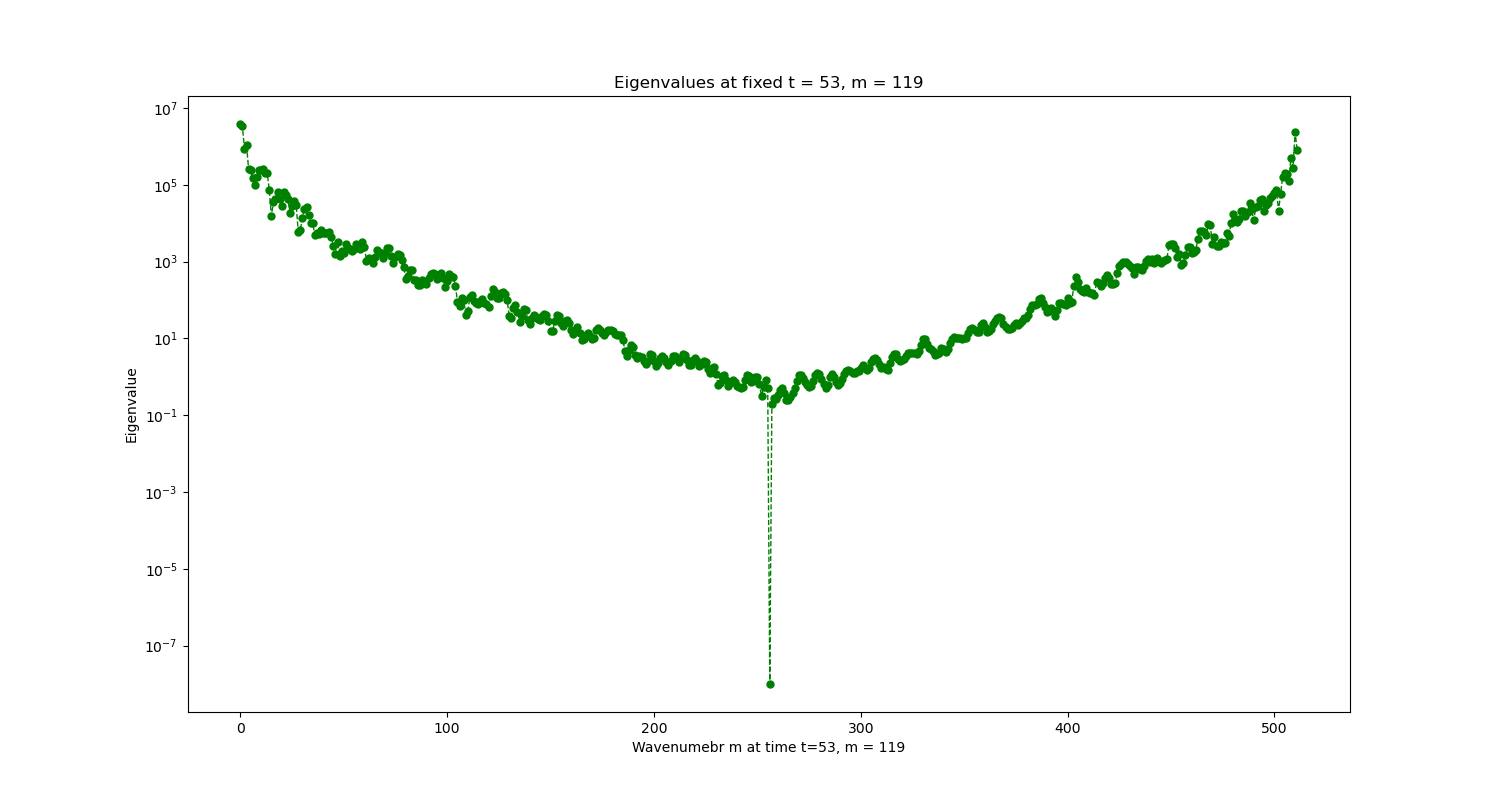 Eigenvalues at fixed t = 53, m = 119
10^7
10^5
10^3
10^1
10^−1
10^−3
10^−5
10^−7
Eigenvalue
0 100 200 300 400 500
Wavenumebr m at time t=53, m = 119